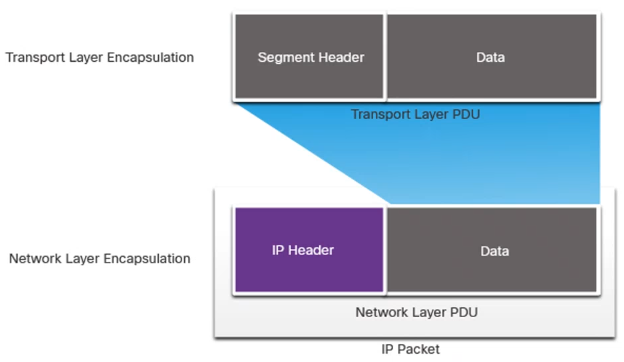 Transport Layer Encapsulation
Segment Header
Data
Transport Layer PDU
Network Layer Encapsulation
IP Header
Data
Network Layer PDU
IP Packet